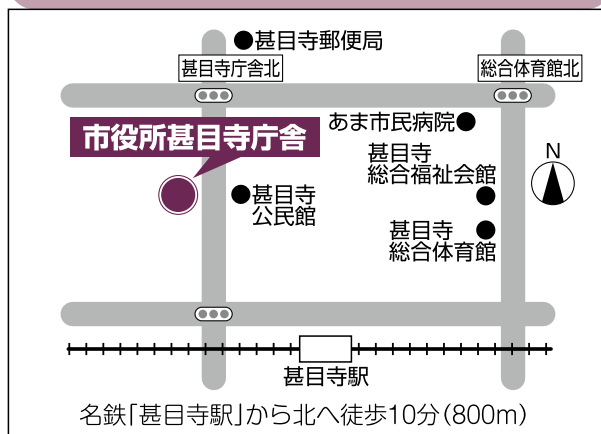 甚目寺郵便局
甚目寺庁舎北
総合体育館北
あま市民病院
市役所甚目寺庁舎
甚目寺
総合福祉会館
N
甚目寺
公民館
甚目寺
総合体育館
甚目寺駅
名鉄「甚目寺駅」から北へ徒歩10分(800m)